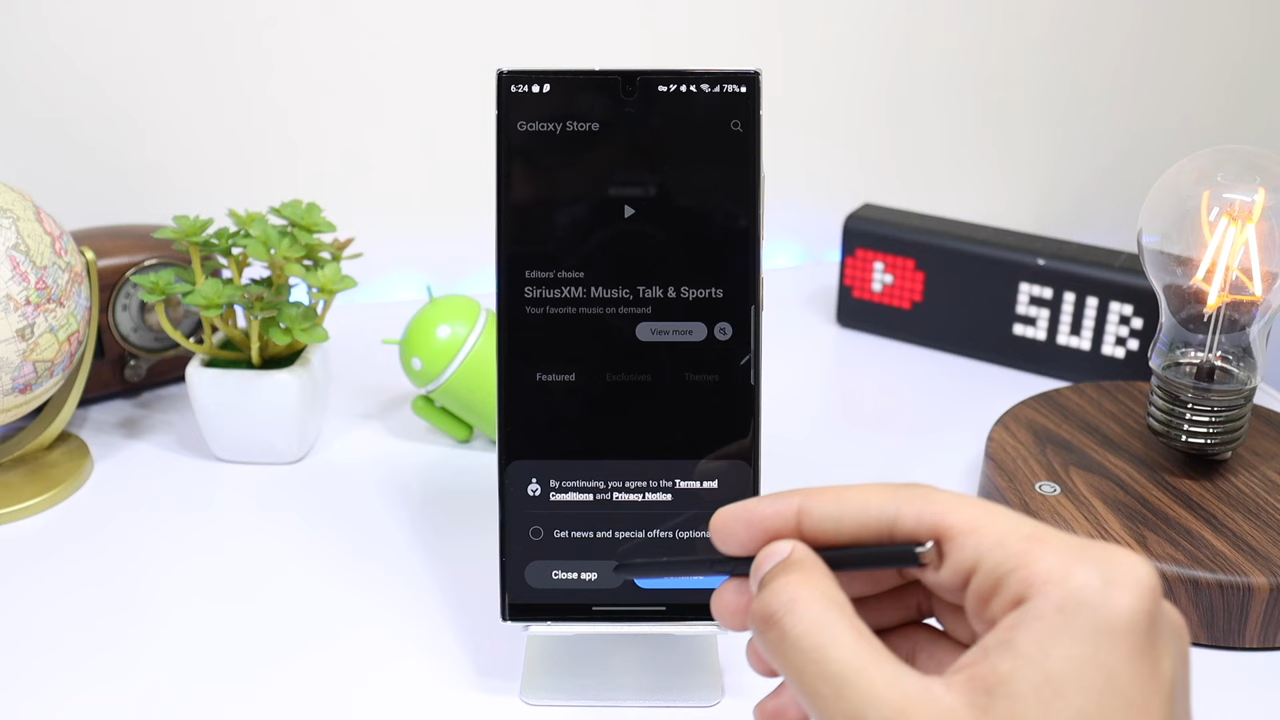 6:24
78%
Galaxy Store
Editors' choice
SiriusXM: Music, Talk & Sports
Your favorite music on demand
View more
Featured Exclusives Themes
By continuing, you agree to the Terms and
Conditions and Privacy Notice.
Get news and special offers (optiona
Close app
SUB